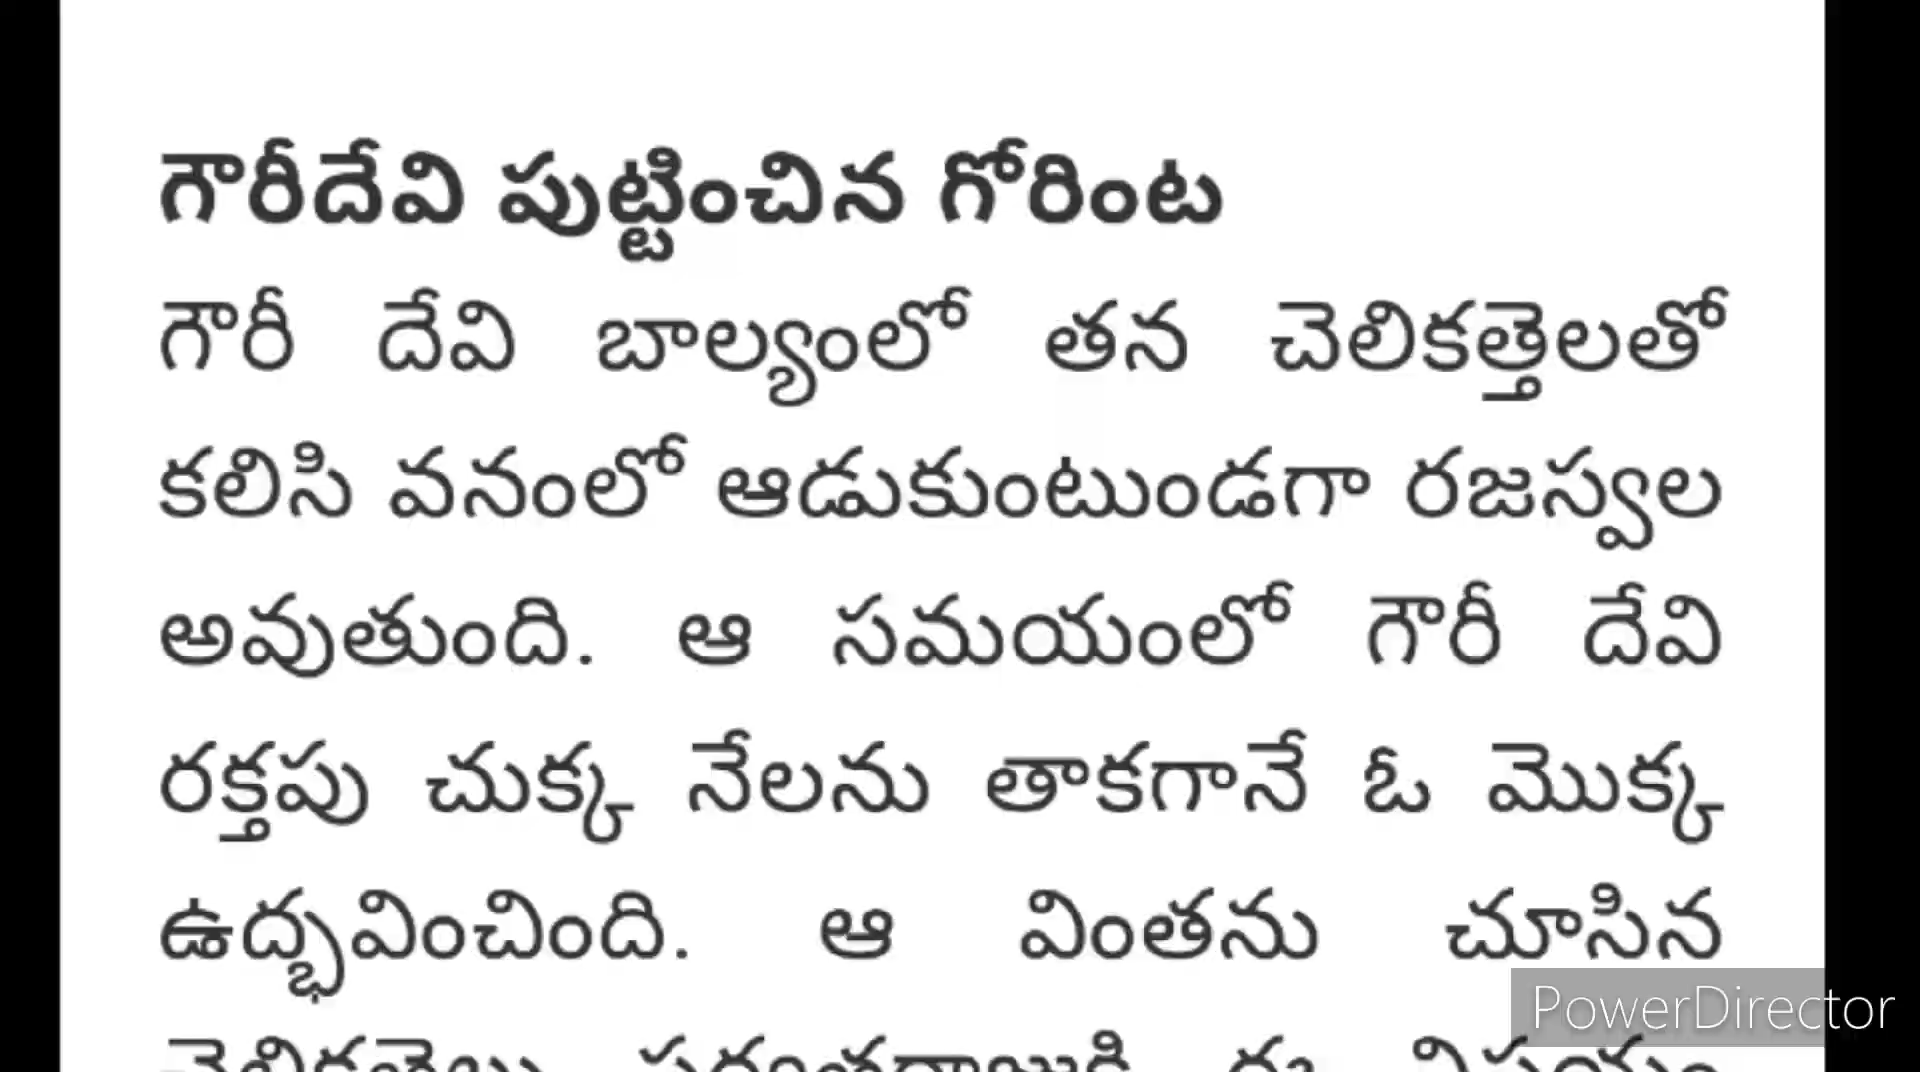 గౌరీదేవి పుట్టించిన గోరింట
గౌరీ దేవి బాల్యంలో తన చెలికత్తెలతో
కలిసి వనంలో ఆడుకుంటుండగా రజస్వల
అవుతుంది. ఆ సమయంలో గౌరీ దేవి
రక్తపు చుక్క నేలను తాకగానే ఓ మొక్క
ఉద్భవించింది. ఆ వింతను చూసిన
PowerDirector